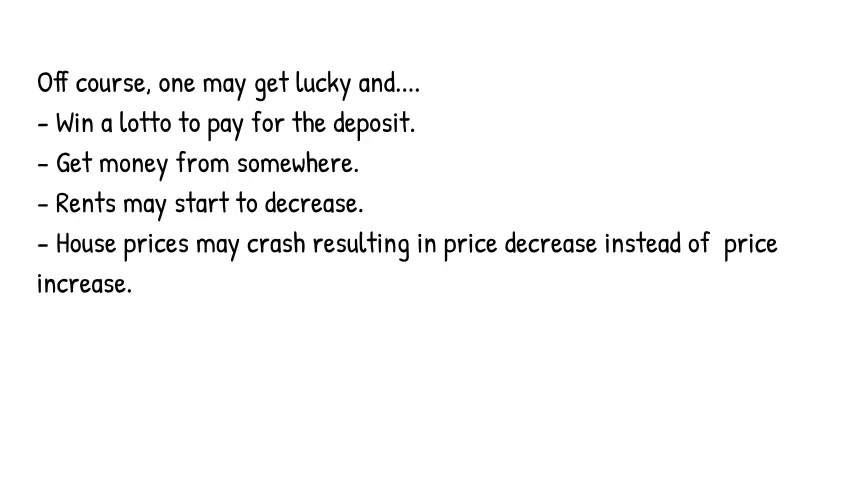 Off course, one may get lucky and....
- Win a lotto to pay for the deposit.
- Get money from somewhere.
- Rents may start to decrease.
- House prices may crash resulting in price decrease instead of  price
increase.